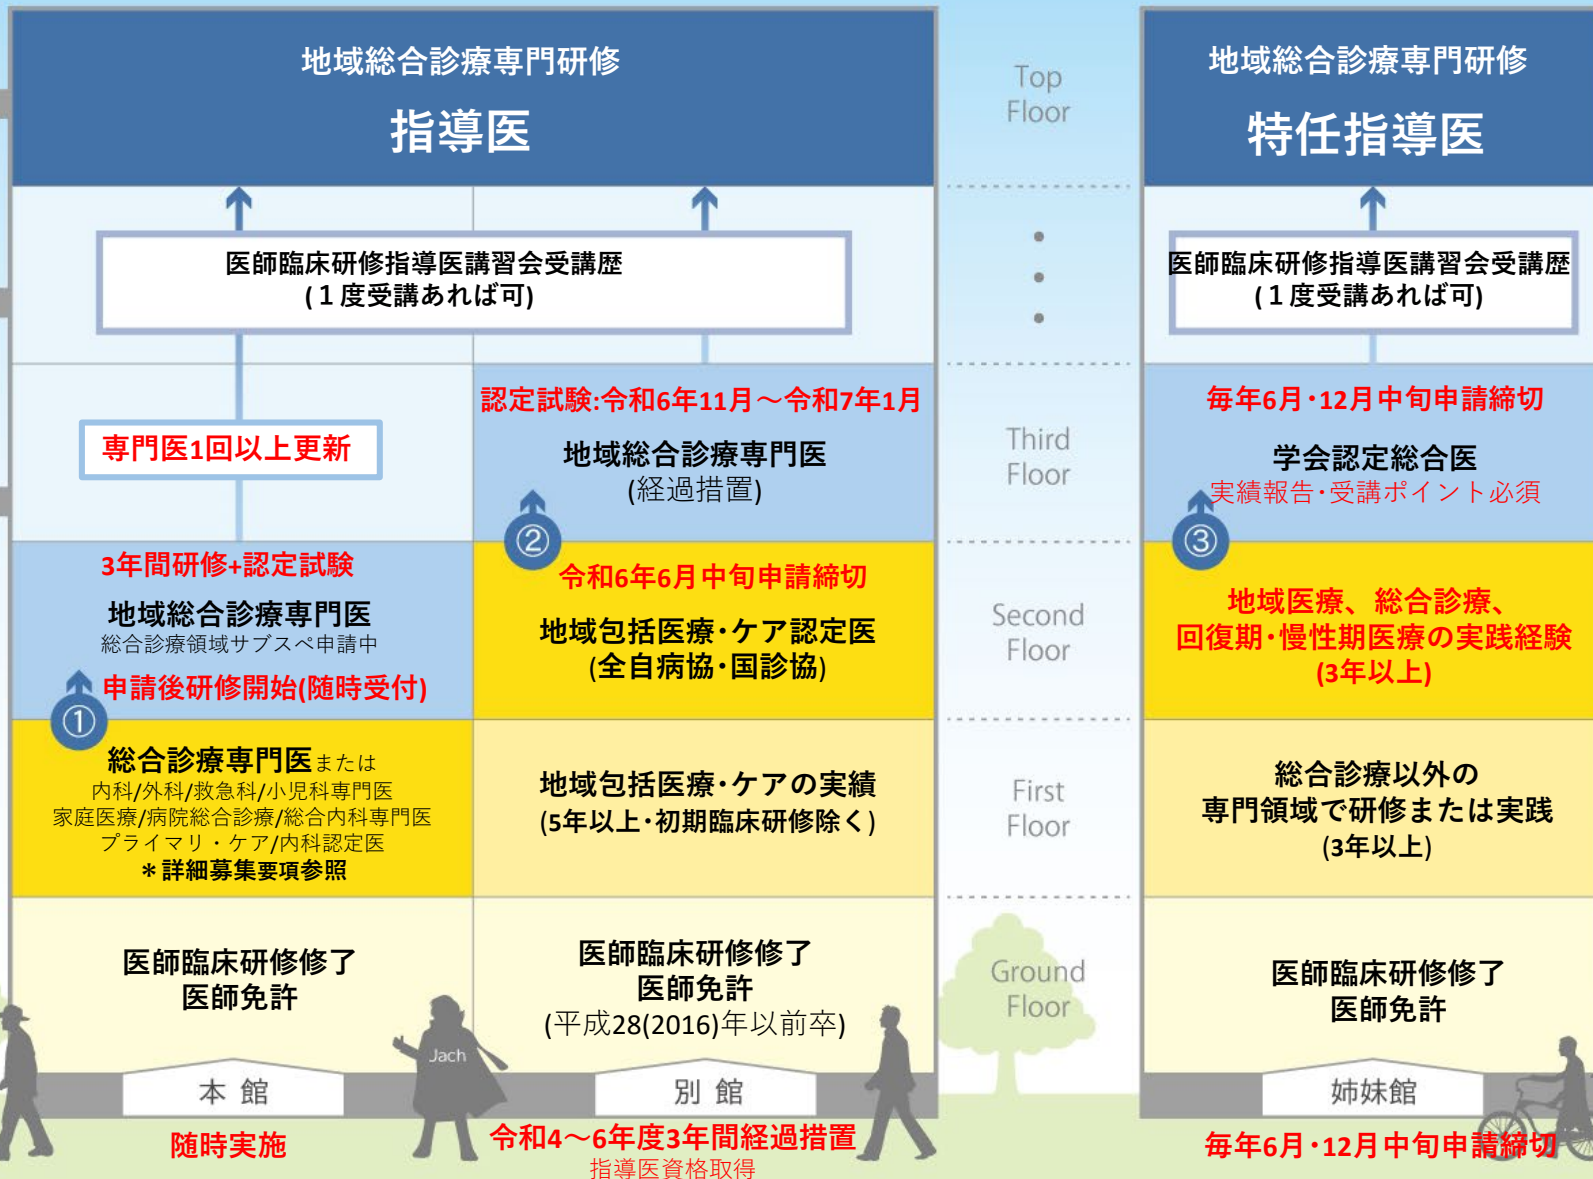 地域総合診療専門研修
指導医
医師臨床研修指導医講習会受講歴
(１度受講あれば可)
専門医1回以上更新
3年間研修+認定試験
地域総合診療専門医
総合診療領域サブスペ申請中
申請後研修開始(随時受付)
①
総合診療専門医または
内科/外科/救急科/小児科専門医
家庭医療/病院総合診療/総合内科専門医
プライマリ・ケア/内科認定医
＊詳細募集要項参照
医師臨床研修修了
医師免許
本館
随時実施
認定試験:令和6年11月～令和7年1月
地域総合診療専門医
(経過措置)
②
令和6年6月中旬申請締切
地域包括医療・ケア認定医
(全自病協・国診協)
地域包括医療・ケアの実績
(5年以上・初期臨床研修除く)
医師臨床研修修了
医師免許
(平成28(2016)年以前卒)
Jach
別館
令和4～6年度3年間経過措置
指導医資格取得
Top
Floor
Third
Floor
Second
Floor
First
Floor
Ground
Floor
地域総合診療専門研修
特任指導医
医師臨床研修指導医講習会受講歴
(１度受講あれば可)
毎年6月・12月中旬申請締切
学会認定総合医
実績報告・受講ポイント必須
③
地域医療、総合診療、
回復期・慢性期医療の実践経験
(3年以上)
総合診療以外の
専門領域で研修または実践
(3年以上)
医師臨床研修修了
医師免許
姉妹館
毎年6月・12月中旬申請締切